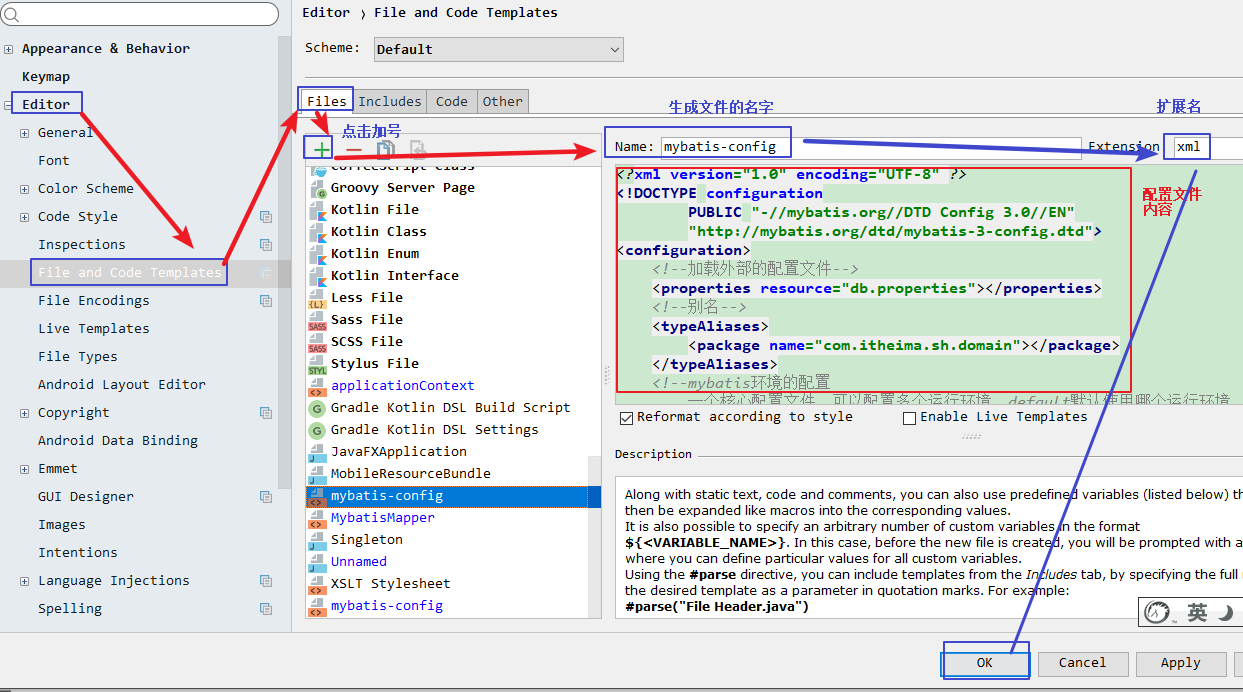 Editor › File and Code Templates
Scheme: Default
Appearance & Behavior
Keymap
Editor
General
Font
Color Scheme
Code Style
Inspections
File and Code Templates
File Encodings
Live Templates
File Types
Android Layout Editor
Copyright
Android Data Binding
Emmet
GUI Designer
Images
Intentions
Language Injections
Spelling
Files Includes Code Other
点击加号
生成文件的名字
扩展名
Name: mybatis-config
Extension xml
Groovy Server Page
Kotlin File
Kotlin Class
Kotlin Enum
Kotlin Interface
Less File
Sass File
SCSS File
Stylus File
applicationContext
Gradle Kotlin DSL Build Script
Gradle Kotlin DSL Settings
JavaFXApplication
MobileResourceBundle
mybatis-config
MybatisMapper
Singleton
Unnamed
XSLT Stylesheet
mybatis-config
<?xml version="1.0" encoding="UTF-8" ?>
<!DOCTYPE configuration
PUBLIC "-//mybatis.org//DTD Config 3.0//EN"
"http://mybatis.org/dtd/mybatis-3-config.dtd">
<configuration>
<!--加载外部的配置文件-->
<properties resource="db.properties"></properties>
<!--别名-->
<typeAliases>
<package name="com.itheima.sh.domain"></package>
</typeAliases>
<!--mybatis环境的配置
一个核心配置文件，可以配置多个运行环境，default默认使用哪个运行环境
配置文件
内容
Reformat according to style
Enable Live Templates
Description
Along with static text, code and comments, you can also use predefined variables (listed below) th
then be expanded like macros into the corresponding values.
It is also possible to specify an arbitrary number of custom variables in the format
${<VARIABLE_NAME>}. In this case, before the new file is created, you will be prompted with a
where you can define particular values for all custom variables.
Using the #parse directive, you can include templates from the Includes tab, by specifying the full
the desired template as a parameter in quotation marks. For example:
#parse("File Header.java")
英
OK Cancel Apply